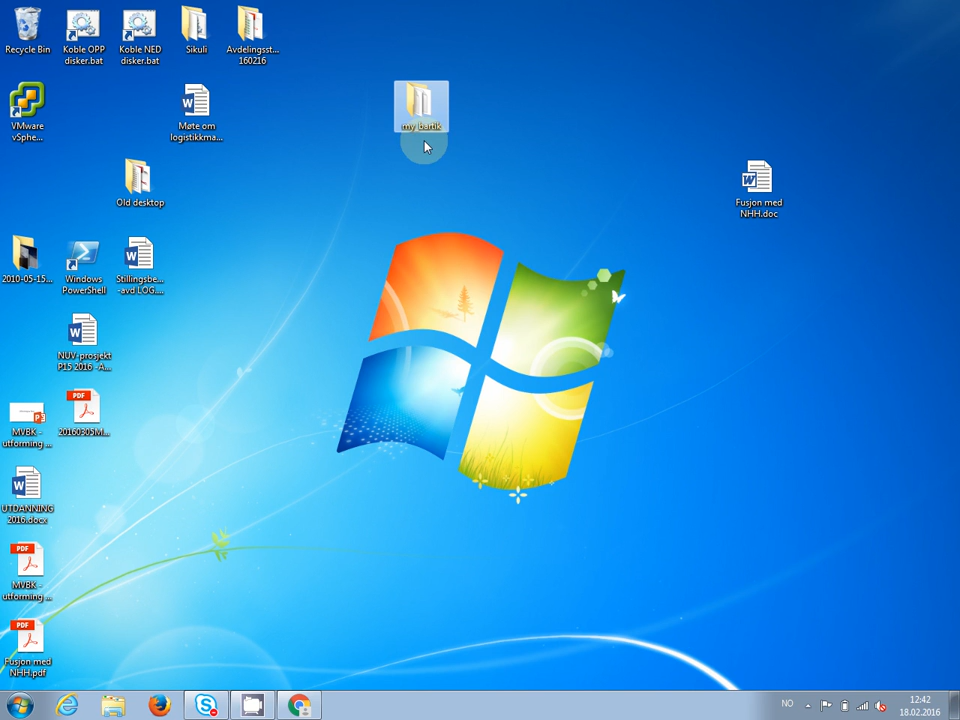 Recycle Bin
Koble OPP
disker.bat
Koble NED
disker.bat
Sikuli
Avdelingsst...
160216
VMware
vSphe...
Møte om
logistikkma...
my_bartik
Old desktop
Fusjon med
NHH.doc
2010-05-15...
Windows
PowerShell
Stillingsbe...
-avd LOG....
NUV-prosjekt
P15 2016 -A...
MVBK -
utforming ...
PDF
20160305M...
UTDANNING
2016.docx
PDF
MVBK -
utforming ...
PDF
Fusjon med
NHH.pdf
NO
12:42
18.02.2016